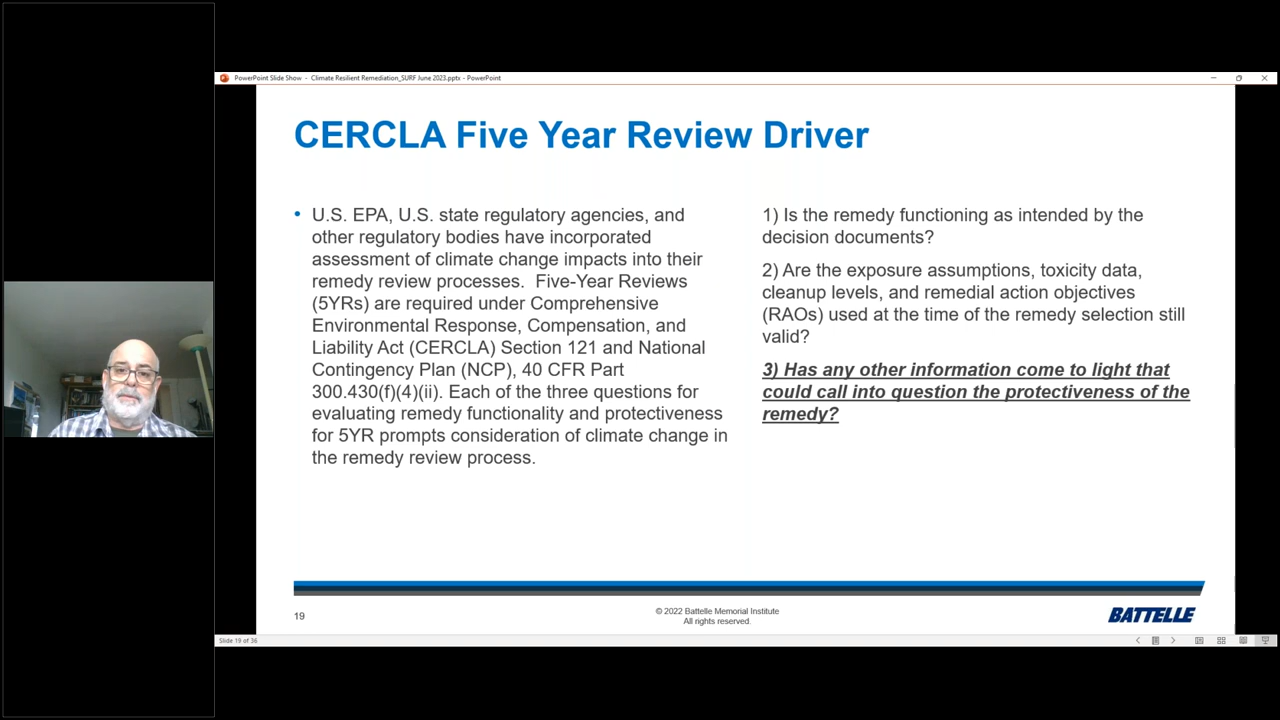 PowerPoint Slide Show - Climate Resilient Remediation_SURF June 2023.pptx - PowerPoint
CERCLA Five Year Review Driver
• U.S. EPA, U.S. state regulatory agencies, and
other regulatory bodies have incorporated
assessment of climate change impacts into their
remedy review processes. Five-Year Reviews
(5YRs) are required under Comprehensive
Environmental Response, Compensation, and
Liability Act (CERCLA) Section 121 and National
Contingency Plan (NCP), 40 CFR Part
300.430(f)(4)(ii). Each of the three questions for
evaluating remedy functionality and protectiveness
for 5YR prompts consideration of climate change in
the remedy review process.
1) Is the remedy functioning as intended by the
decision documents?
2) Are the exposure assumptions, toxicity data,
cleanup levels, and remedial action objectives
(RAOs) used at the time of the remedy selection still
valid?
3) Has any other information come to light that
could call into question the protectiveness of the
remedy?
19
© 2022 Battelle Memorial Institute
All rights reserved.
BATTELLE
Slide 19 of 36